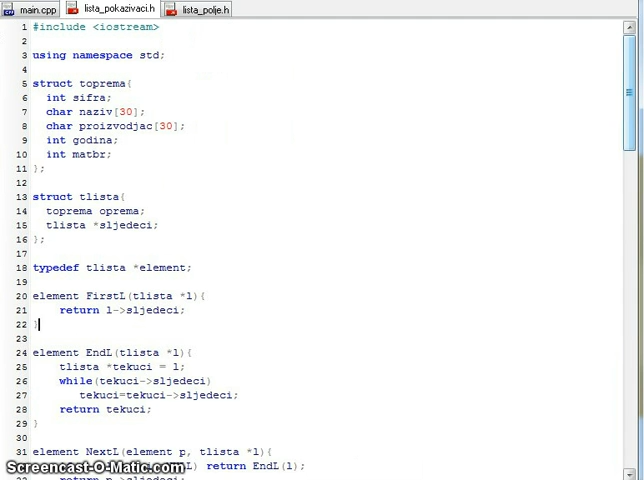 main.cpp lista_pokazivaci.h lista_polje.h
1 #include <iostream>
2
3 using namespace std;
4
5 struct toprema{
6 int sifra;
7 char naziv[30];
8 char proizvodjac[30];
9 int godina;
10 int matbr;
11 };
12
13 struct tlista{
14 toprema oprema;
15 tlista *sljedeci;
16 };
17
18 typedef tlista *element;
19
20 element FirstL(tlista *l){
21 return l->sljedeci;
22 }
23
24 element EndL(tlista *l){
25 tlista *tekuci = l;
26 while(tekuci->sljedeci)
27 tekuci=tekuci->sljedeci;
28 return tekuci;
29 }
30
31 element NextL(element p, tlista *l){
Screencast-O-Matic.com return EndL(l);